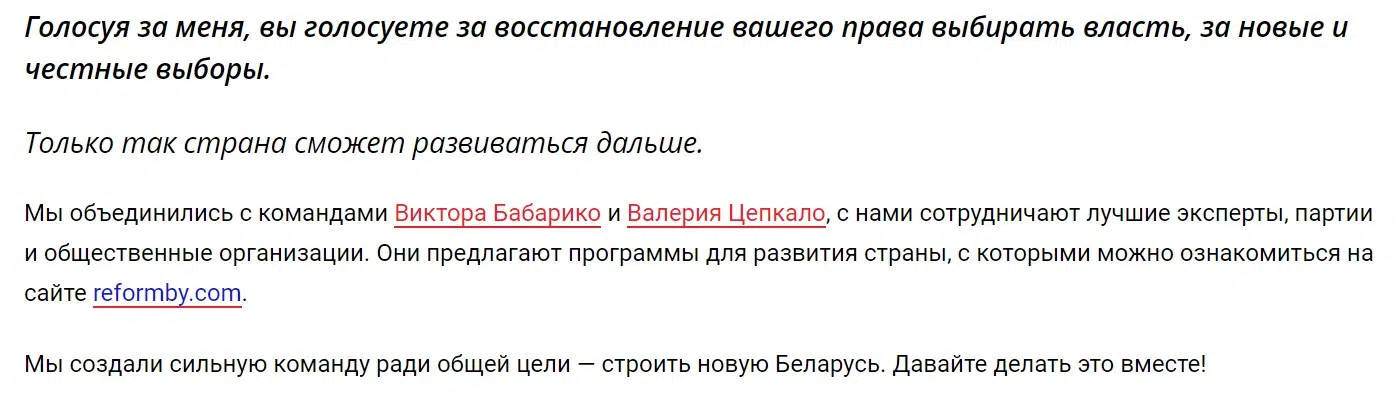 Голосуя за меня, вы голосуете за восстановление вашего права выбирать власть, за новые и
честные выборы.
Только так страна сможет развиваться дальше.
Мы объединились с командами Виктора Бабарико и Валерия Цепкало, с нами сотрудничают лучшие эксперты, партии
и общественные организации. Они предлагают программы для развития страны, с которыми можно ознакомиться на
сайте reformby.com.
Мы создали сильную команду ради общей цели — строить новую Беларусь. Давайте делать это вместе!